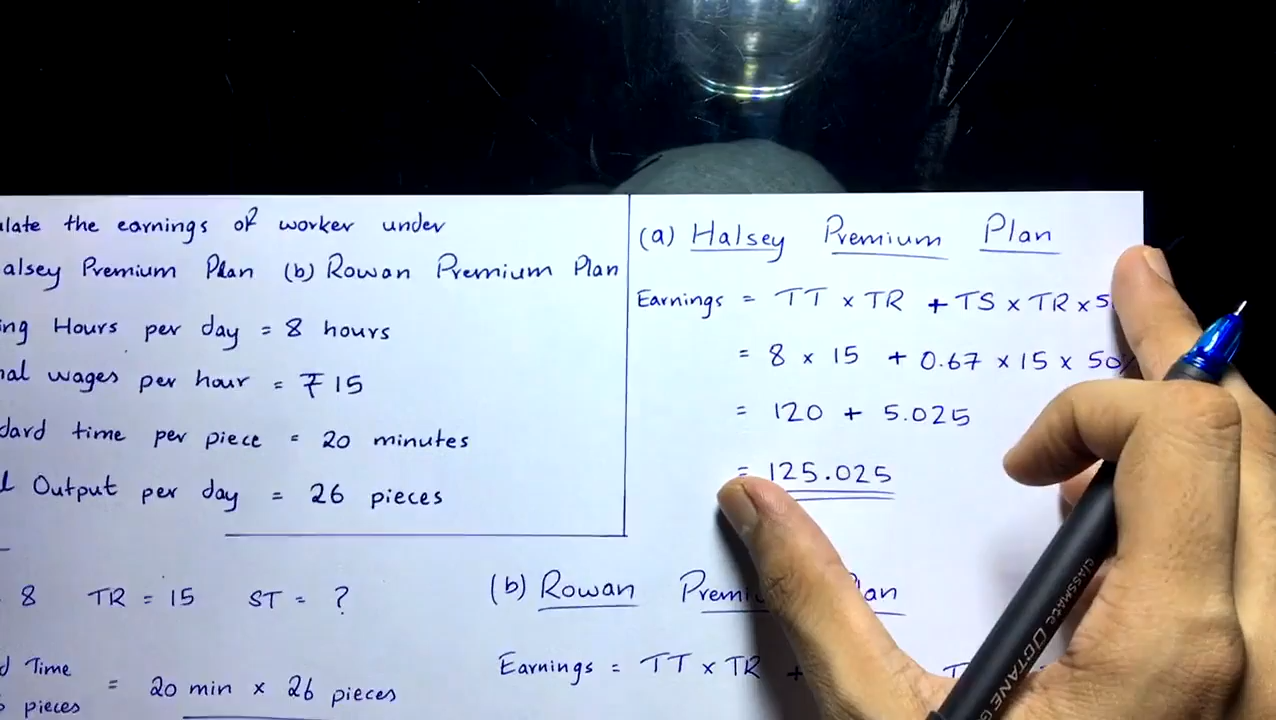 ulate the earnings of worker under
alsey Premium Plan (b) Rowan Premium Plan
ing Hours per day = 8 hours
nal wages per hour = ₹ 15
dard time per piece = 20 minutes
l Output per day = 26 pieces
8 TR = 15 ST = ?
d Time
pieces
= 20 min × 26 pieces
(a) Halsey Premium Plan
Earnings = TT × TR + TS × TR × 5
= 8 × 15 + 0.67 × 15 × 50%
= 120 + 5.025
= 125.025
(b) Rowan Premi lan
Earnings = TT × TR +
classmate OCTANE G